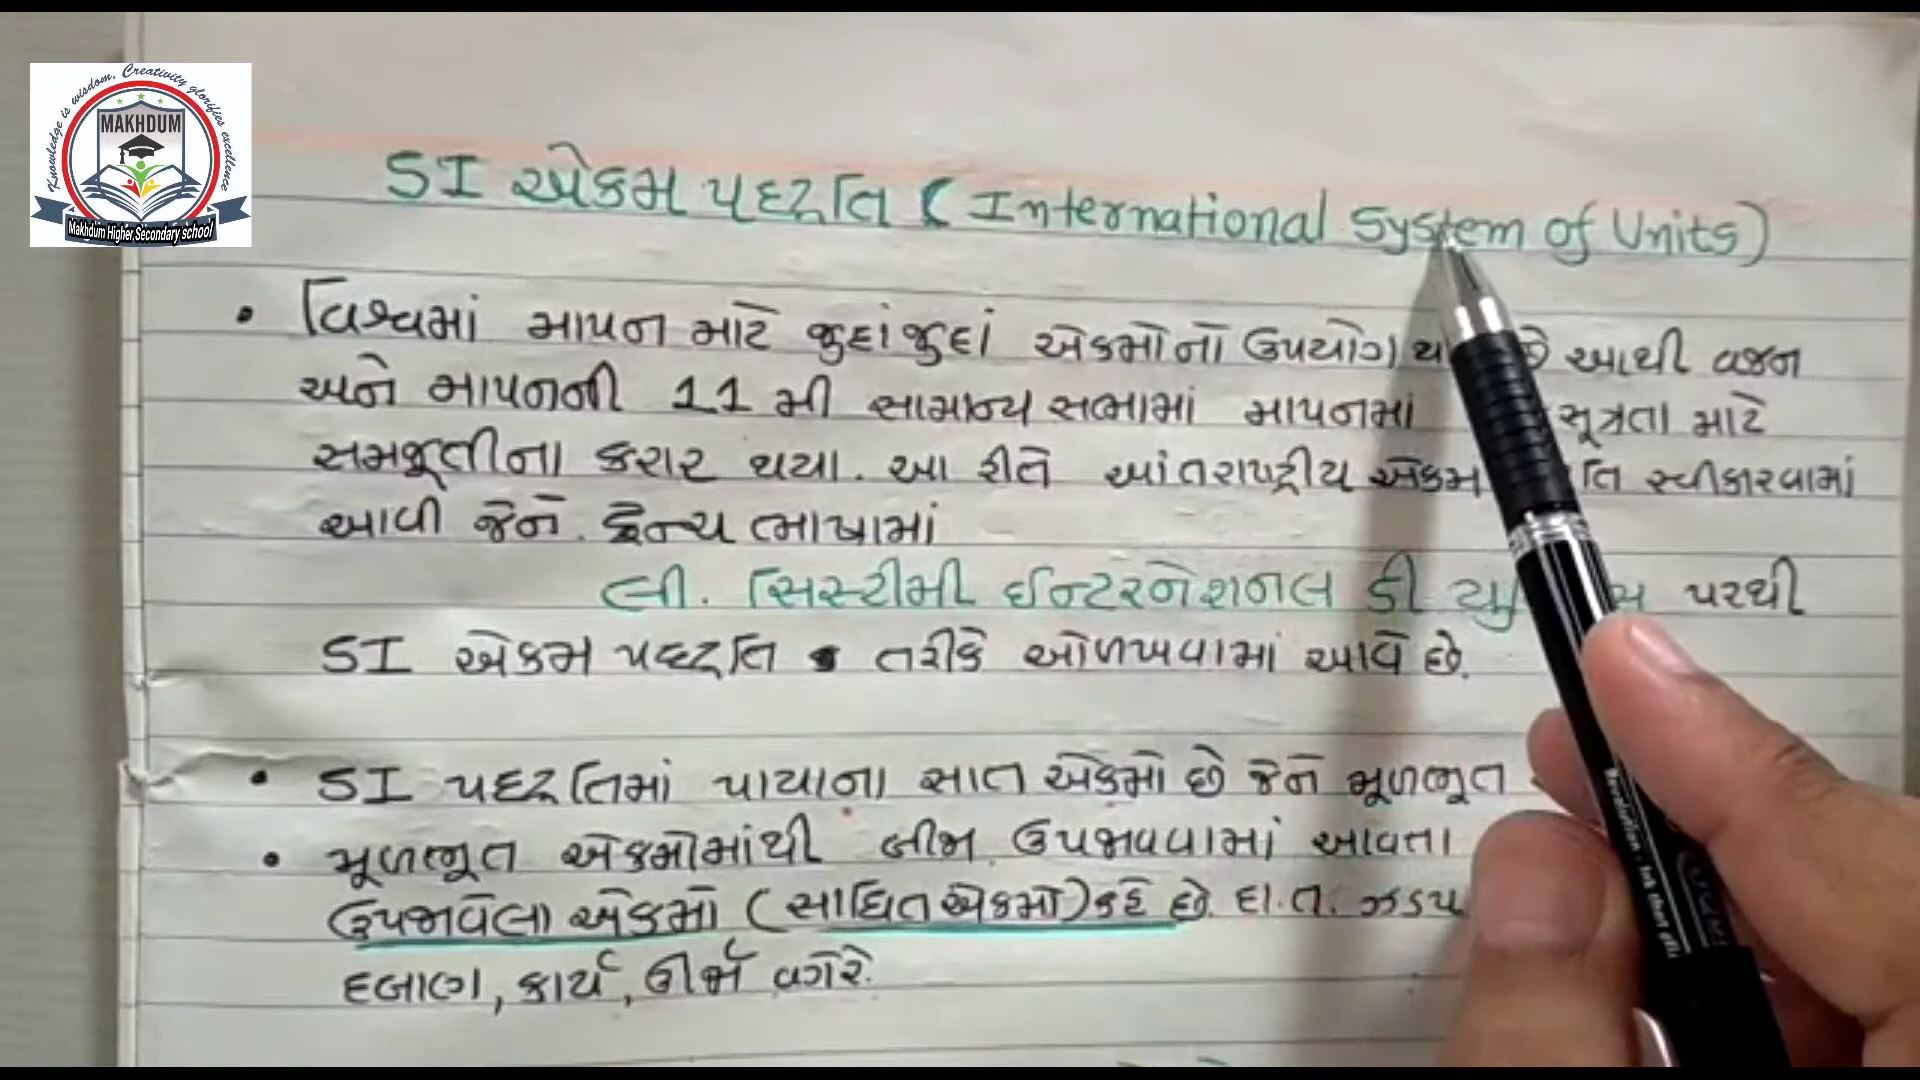 Knowledge is wisdom, Creativity glorifies excellence
MAKHDUM
Makhdum Higher Secondary school
SI એકમ પદ્ધતિ (International System of Units)
• વિશ્વમાં માપન માટે જુદાંજુદાં એકમોનો ઉપયોગ થા છે આથી વજન
અને માપનની 11 મી સામાન્ય સભામાં માપનમાં સૂત્રતા માટે
સમજૂતીના કરાર થયા. આ રીતે આંતરરાષ્ટ્રીય એકમ તિ સ્વીકારવામાં
આવી જેને ફ્રેન્ચ ભાષામાં
લી. સિસ્ટીમી ઈન્ટરનેશનલ ડી પરથી
SI એકમ પદ્ધતિ તરીકે ઓળખવામાં આવે છે.
• SI પદ્ધતિમાં પાયાના સાત એકમો છે જેને મૂળભૂત
• મૂળભૂત એકમોમાંથી બીજા ઉપજાવવામાં આવતા
ઉપજાવેલા એકમો (સાધિત એકમો) કહે છે. દા.ત. ઝડપ
દબાણ, કાર્ય, ઊર્જા વગેરે.